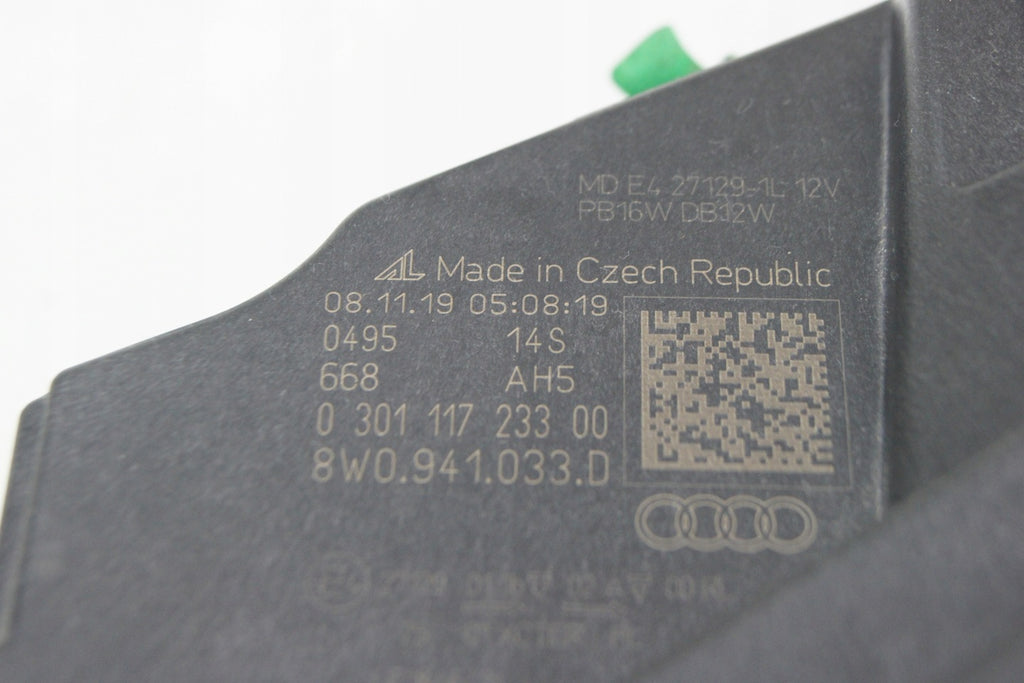 MD E4 27129-1L 12V
PB16W DB32W
AL Made in Czech Republic
08.11.19 05:08:19
0495 14S
668 AH5
0 301 117 233 00
8W0.941.033.D